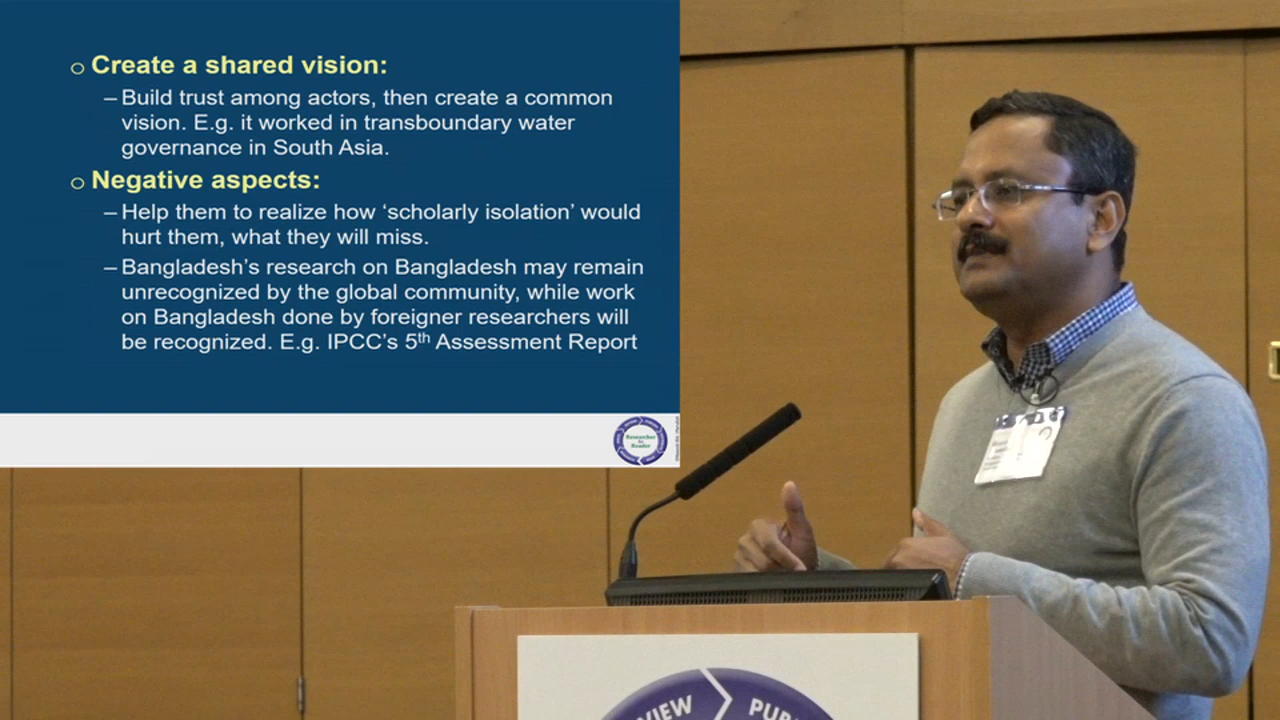 o Create a shared vision:
– Build trust among actors, then create a common
vision. E.g. it worked in transboundary water
governance in South Asia.
o Negative aspects:
– Help them to realize how ‘scholarly isolation’ would
hurt them, what they will miss.
– Bangladesh’s research on Bangladesh may remain
unrecognized by the global community, while work
on Bangladesh done by foreigner researchers will
be recognized. E.g. IPCC’s 5th Assessment Report
Researcher
to
Reader
VIEW PU